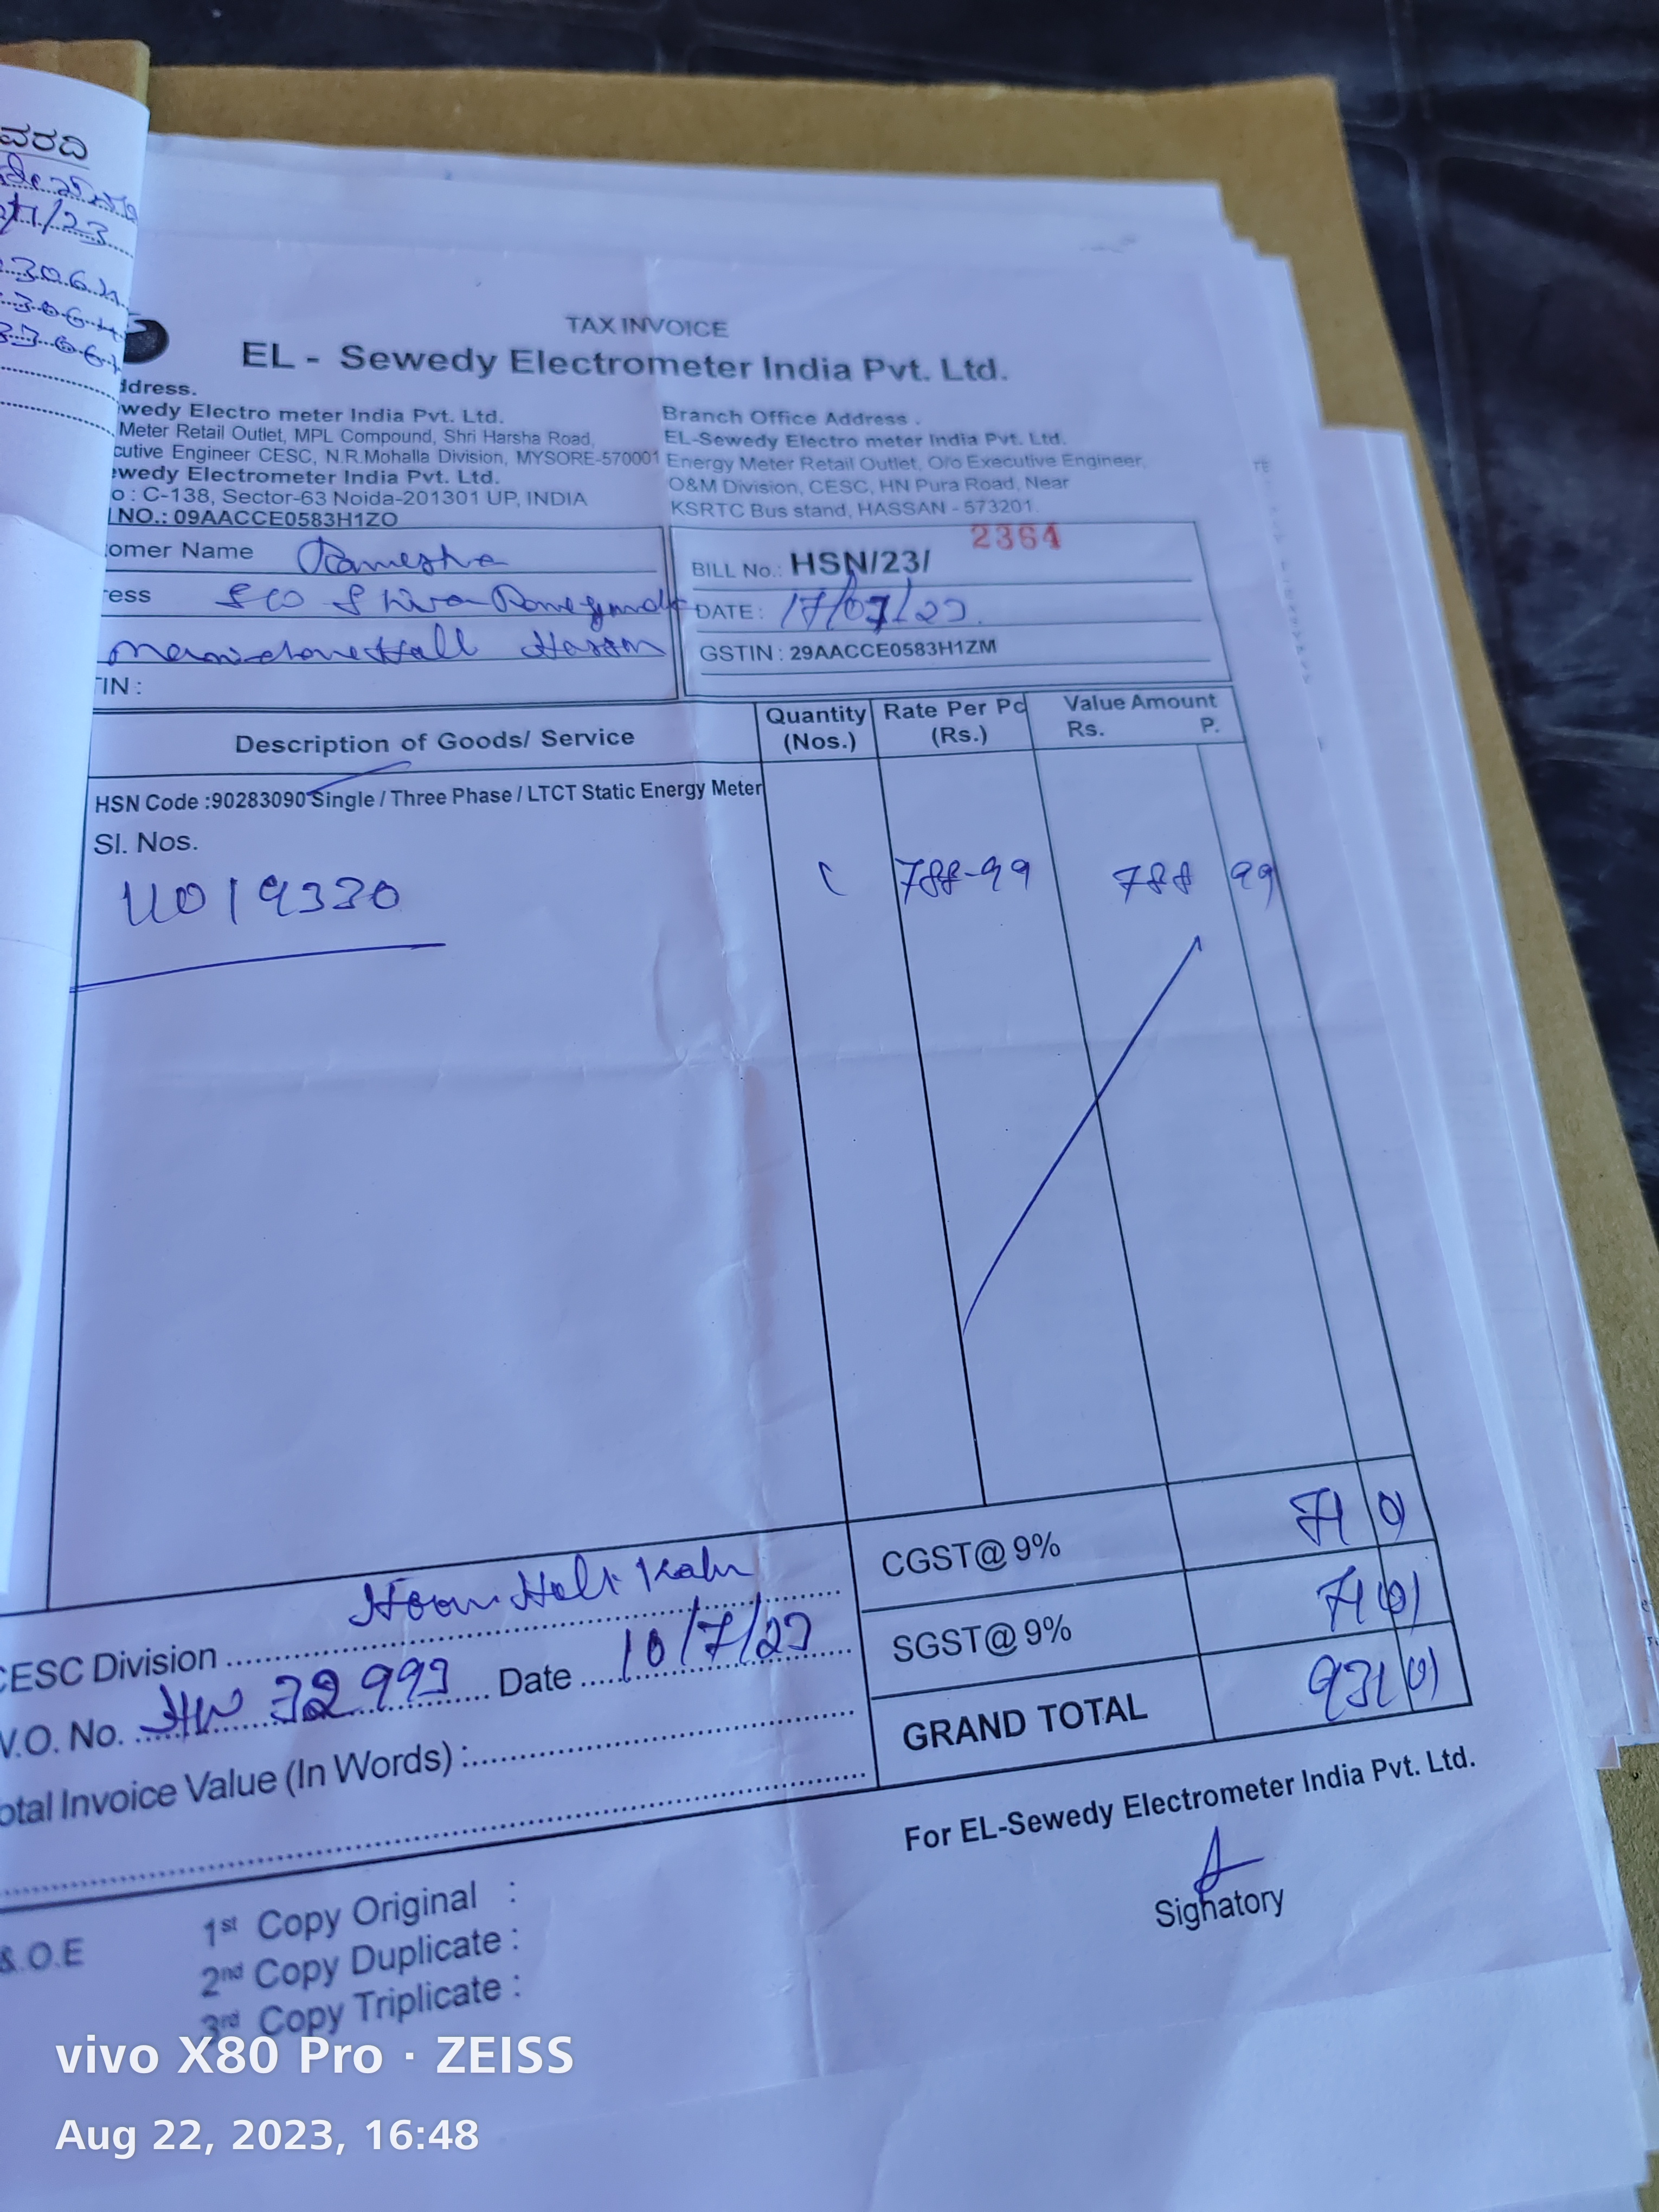 ವರದಿ
TAX INVOICE
EL - Sewedy Electrometer India Pvt. Ltd.
ddress.
wedy Electro meter India Pvt. Ltd.
Meter Retail Outlet, MPL Compound, Shri Harsha Road,
cutive Engineer CESC, N.R.Mohalla Division, MYSORE-570001
ewedy Electrometer India Pvt. Ltd.
o : C-138, Sector-63 Noida-201301 UP, INDIA
NO.: 09AACCE0583H1ZO
Branch Office Address .
EL-Sewedy Electro meter India Pvt. Ltd.
Energy Meter Retail Outlet, O/o Executive Engineer,
O&M Division, CESC, HN Pura Road, Near
KSRTC Bus stand, HASSAN - 573201.
omer Name Ramesha
ess
Hassan
TIN :
2364
BILL No.: HSN/23/
DATE : 17/07/23.
GSTIN : 29AACCE0583H1ZM
Description of Goods/ Service
Quantity (Nos.)
Rate Per Pc (Rs.)
Value Amount
Rs. P.
HSN Code :90283090 Single / Three Phase / LTCT Static Energy Meter
Sl. Nos.
11019330
788-99 788 99
CGST@ 9% 71 01
SGST@ 9% 71 01
GRAND TOTAL 931 01
CESC Division
W.O. No. 32993 Date 10/7/23
otal Invoice Value (In Words) :
For EL-Sewedy Electrometer India Pvt. Ltd.
Signatory
&.O.E
1st Copy Original :
2nd Copy Duplicate :
3rd Copy Triplicate :
vivo X80 Pro · ZEISS
Aug 22, 2023, 16:48